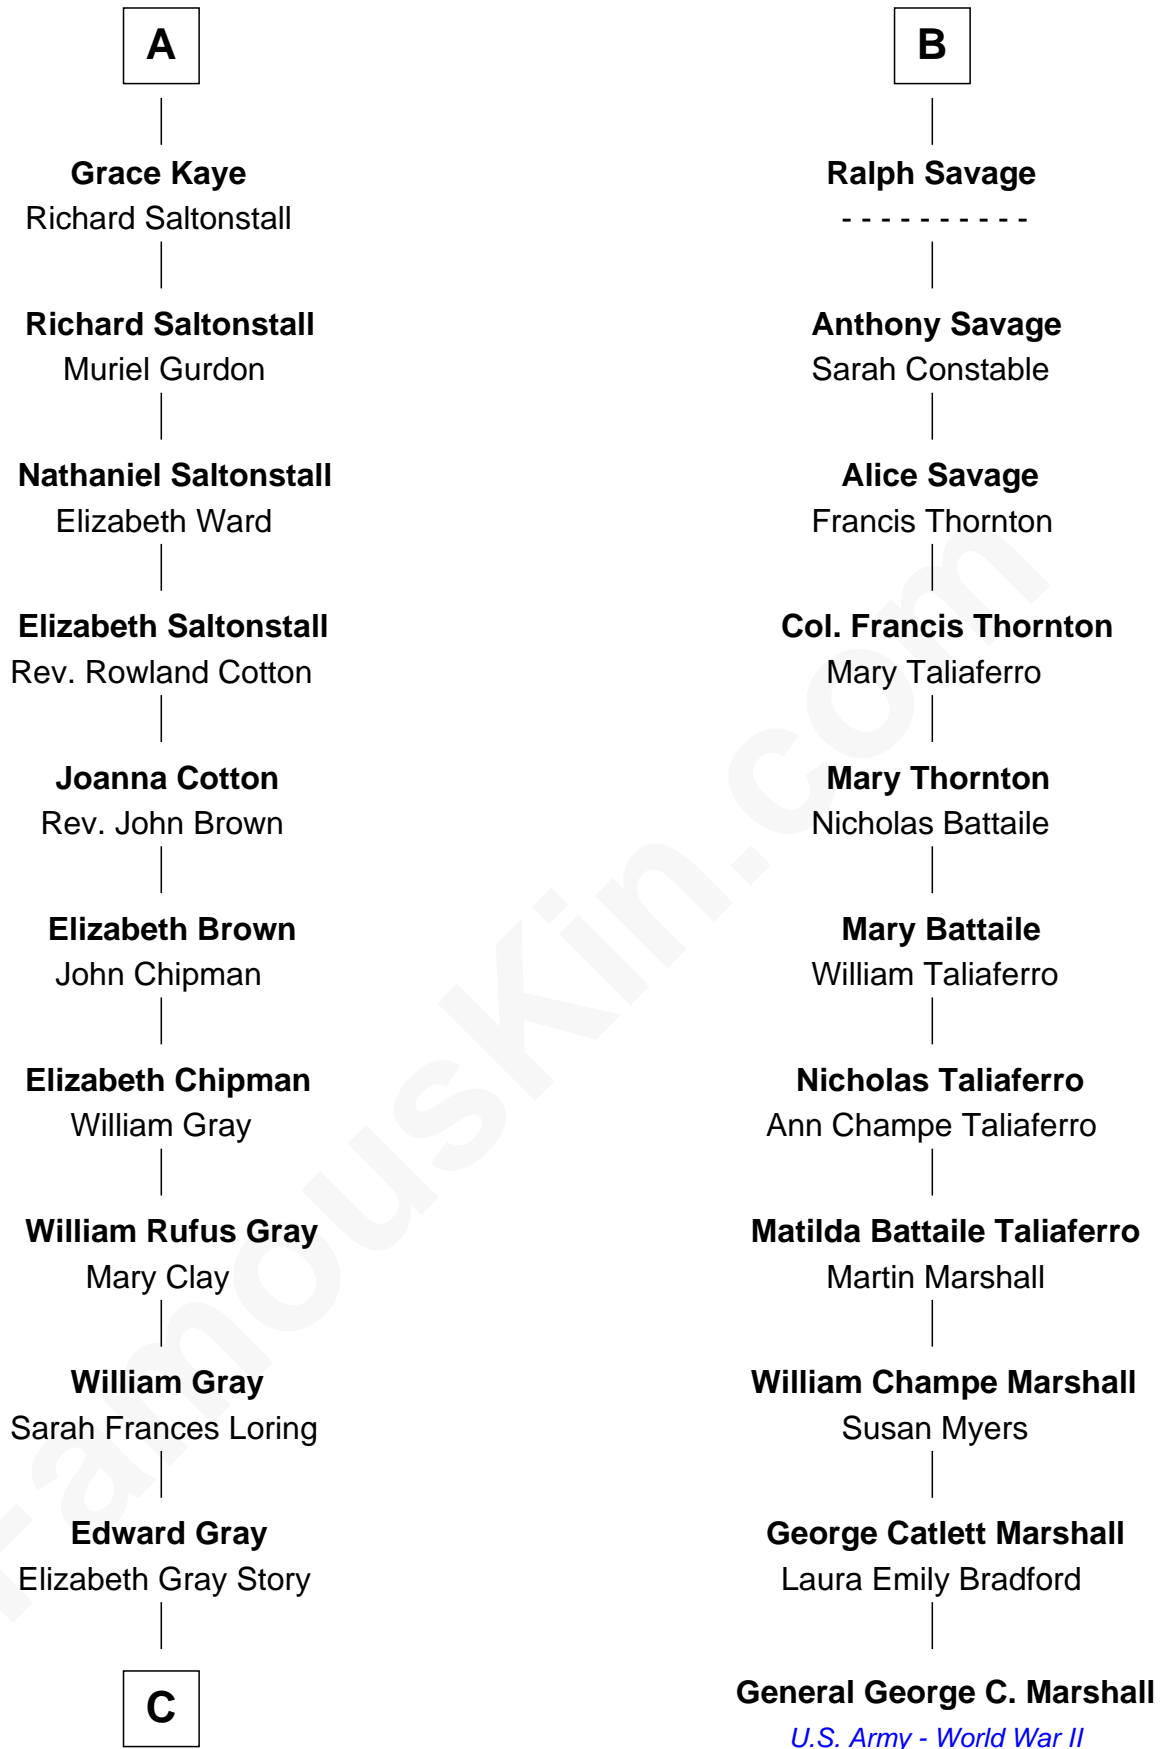 A
Grace Kaye
Richard Saltonstall
Richard Saltonstall
Muriel Gurdon
Nathaniel Saltonstall
Elizabeth Ward
Elizabeth Saltonstall
Rev. Rowland Cotton
Joanna Cotton
Rev. John Brown
Elizabeth Brown
John Chipman
Elizabeth Chipman
William Gray
William Rufus Gray
Mary Clay
William Gray
Sarah Frances Loring
Edward Gray
Elizabeth Gray Story
C
B
Ralph Savage
- - - - - - - - - -
Anthony Savage
Sarah Constable
Alice Savage
Francis Thornton
Col. Francis Thornton
Mary Taliaferro
Mary Thornton
Nicholas Battaile
Mary Battaile
William Taliaferro
Nicholas Taliaferro
Ann Champe Taliaferro
Matilda Battaile Taliaferro
Martin Marshall
William Champe Marshall
Susan Myers
George Catlett Marshall
Laura Emily Bradford
General George C. Marshall
U.S. Army - World War II
FamousKin.com